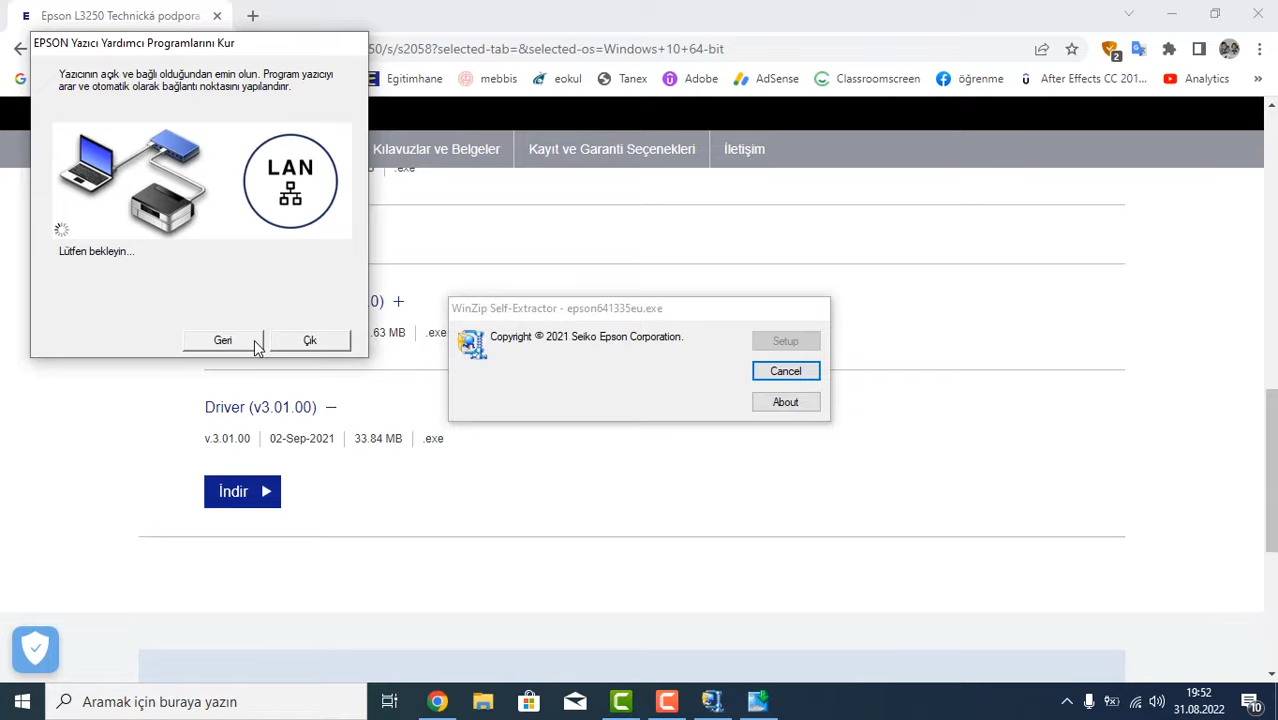 Epson L3250 Technická podpora
50/s/s2058?selected-tab=&selected-os=Windows+10+64-bit
2
Eğitimhane
mebbis
eokul
Tanex
Adobe
AdSense
Classroomscreen
öğrenme
After Effects CC 201...
Analytics
»
EPSON Yazıcı Yardımcı Programlarını Kur
Yazıcının açık ve bağlı olduğundan emin olun. Program yazıcıyı
arar ve otomatik olarak bağlantı noktasını yapılandırır.
LAN
Lütfen bekleyin...
Geri
Çık
Kılavuzlar ve Belgeler
Kayıt ve Garanti Seçenekleri
İletişim
.exe
0) +
.63 MB
.exe
WinZip Self-Extractor - epson641335eu.exe
Copyright © 2021 Seiko Epson Corporation.
Setup
Cancel
About
Driver (v3.01.00) —
v.3.01.00
02-Sep-2021
33.84 MB
.exe
İndir
Aramak için buraya yazın
19:52
31.08.2022
10